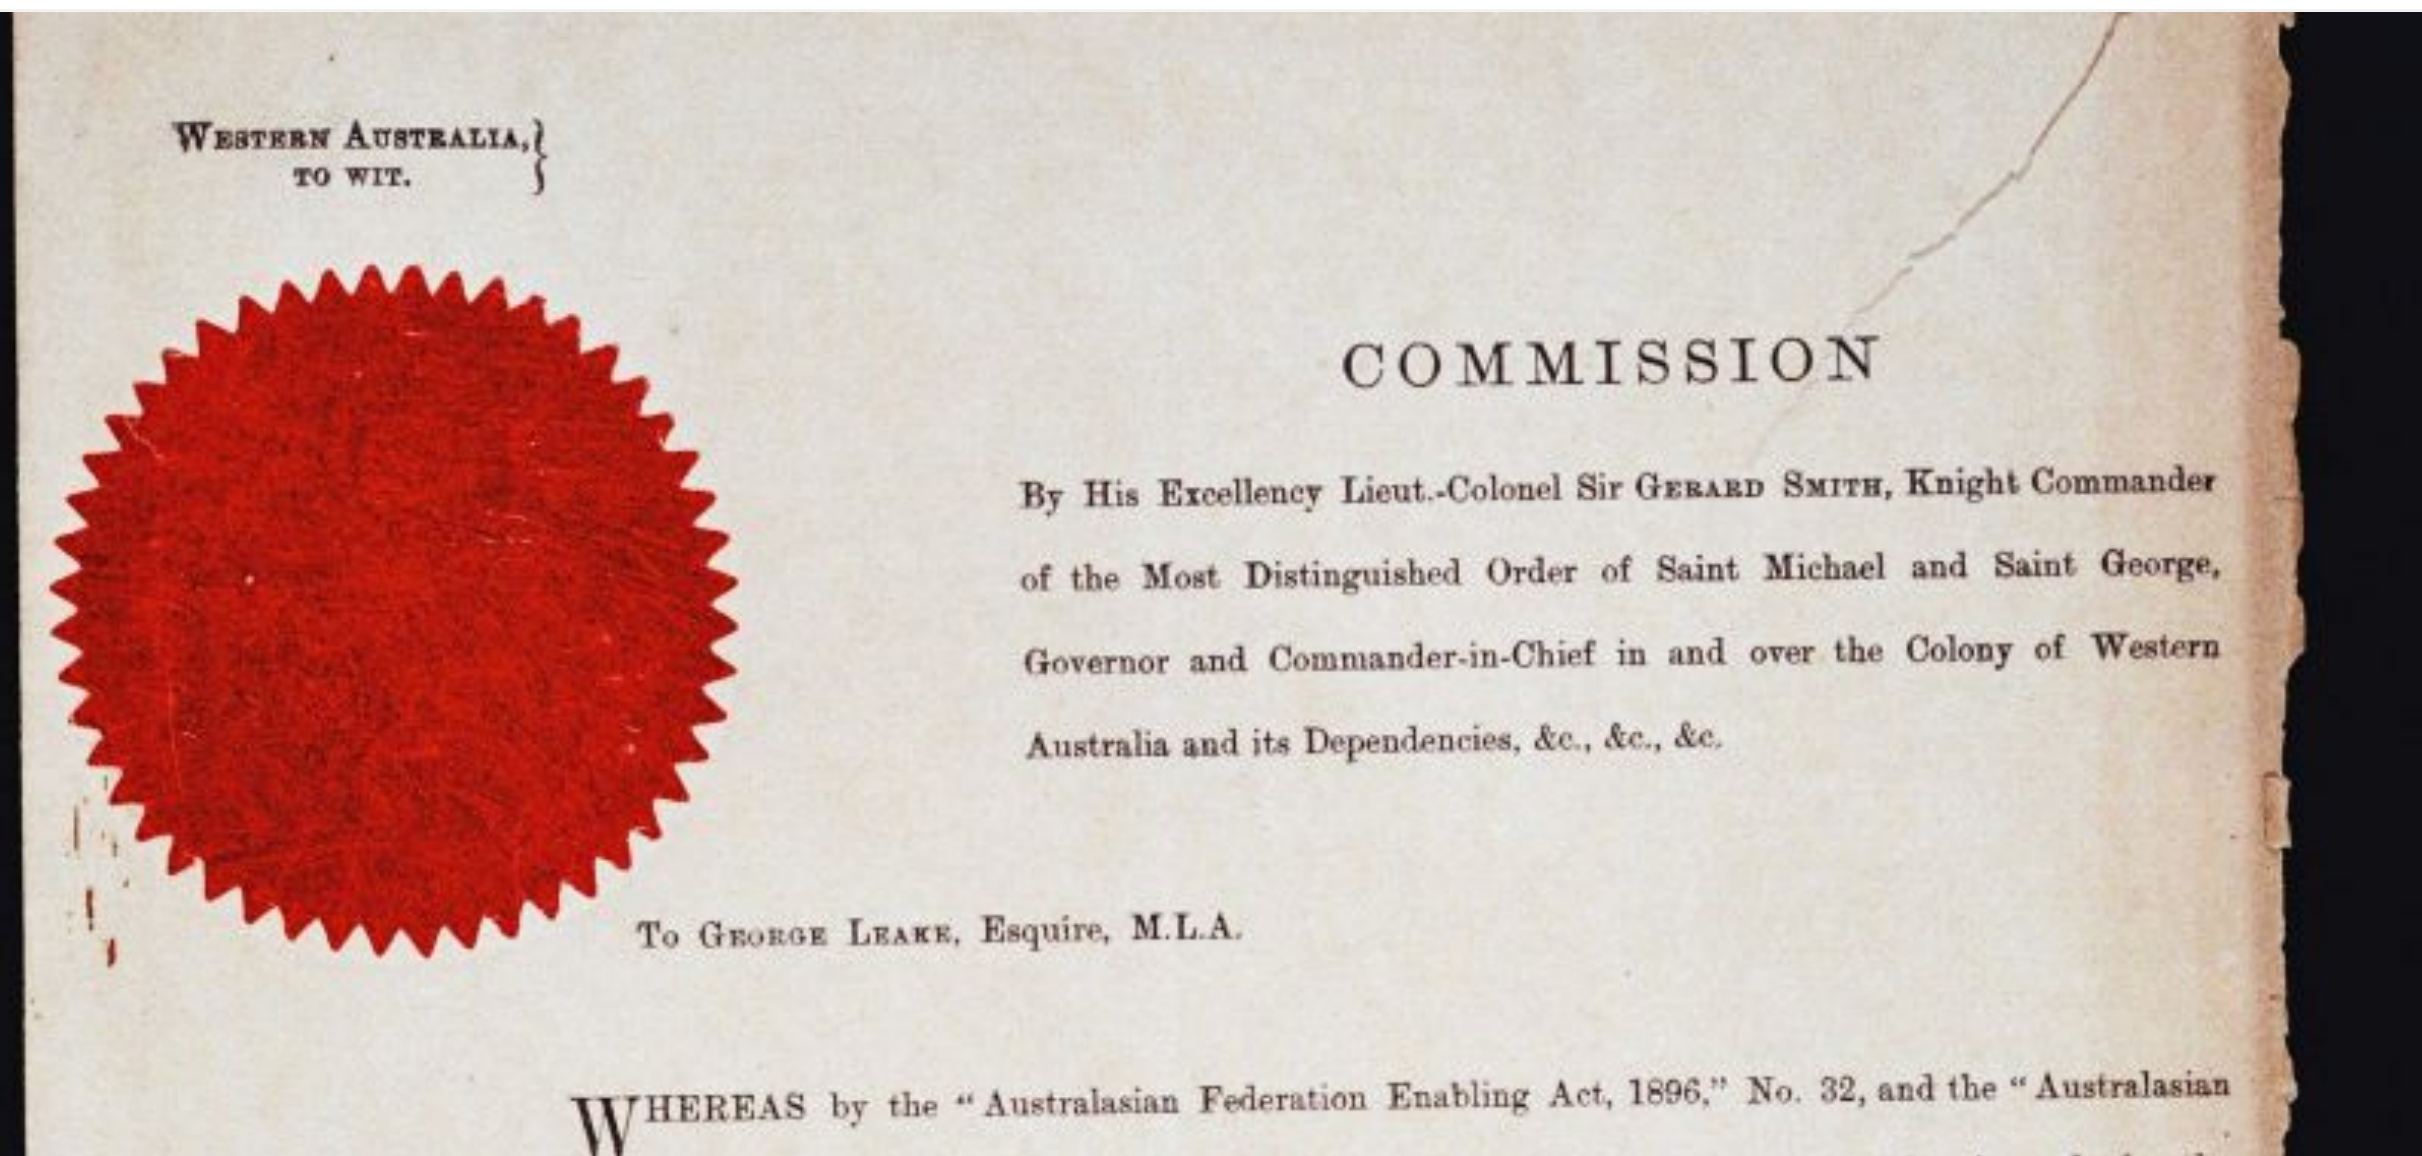 WESTERN AUSTRALIA,}
TO WIT.
COMMISSION
By His Excellency Lieut.-Colonel Sir GERARD SMITH, Knight Commander
of the Most Distinguished Order of Saint Michael and Saint George,
Governor and Commander-in-Chief in and over the Colony of Western
Australia and its Dependencies, &c., &c., &c.
To GEORGE LEAKE, Esquire, M.L.A.
WHEREAS by the “Australasian Federation Enabling Act, 1896,” No. 32, and the “Australasian